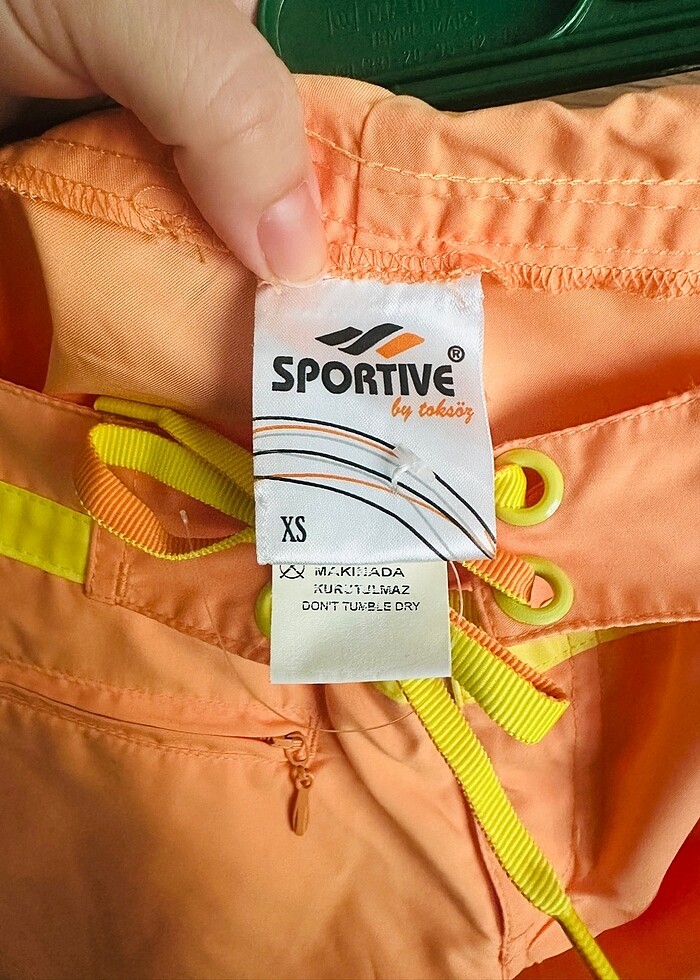 SPORTIVE®
by toksöz
XS
MAKINADA
KURUTULMAZ
DON'T TUMBLE DRY